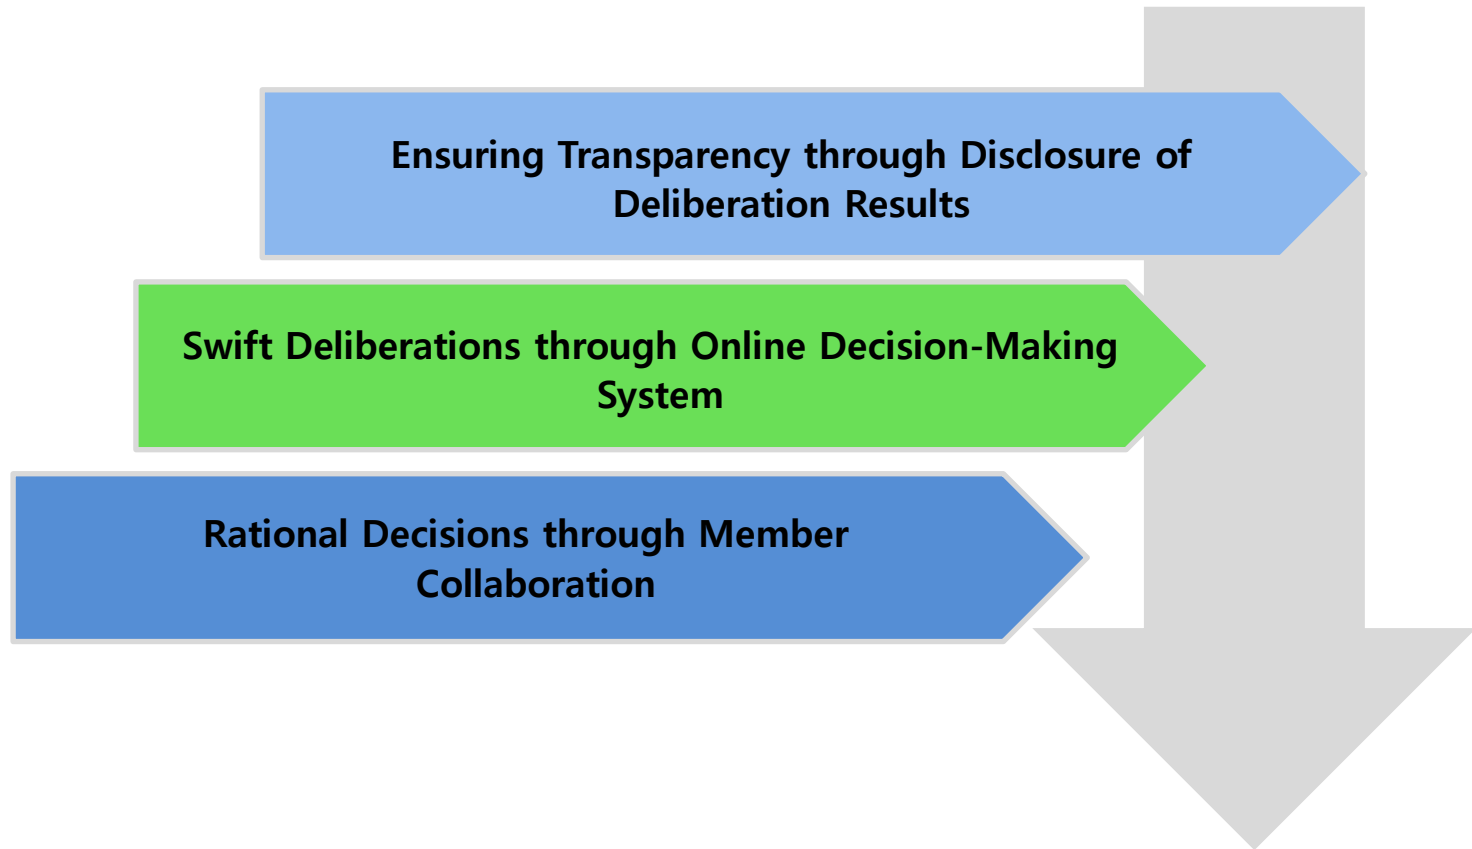 Ensuring Transparency through Disclosure of
Deliberation Results
Swift Deliberations through Online Decision-Making
System
Rational Decisions through Member
Collaboration